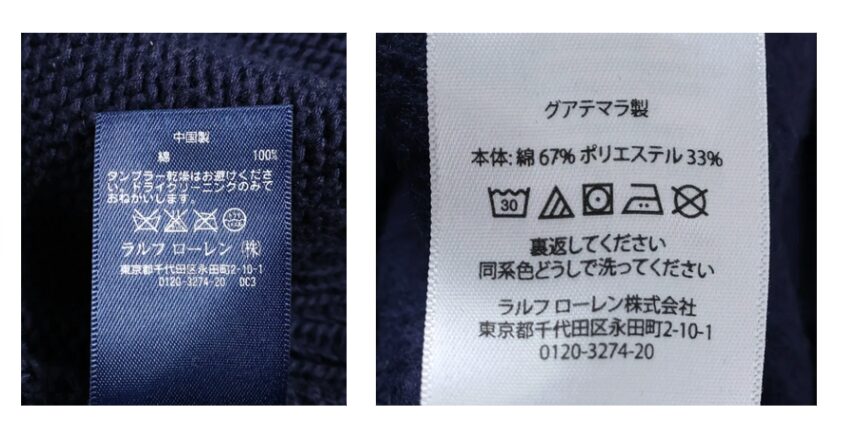 中国製
綿 100%
タンブラー乾燥はお避けくださ
い。ドライクリーニングのみで
おねがいします。
ラルフ ローレン (株)
東京都千代田区永田町2-10-1
0120-3274-20 DC3
グアテマラ製
本体: 綿 67% ポリエステル 33%
30
裏返してください
同系色どうしで洗ってください
ラルフ ローレン株式会社
東京都千代田区永田町2-10-1
0120-3274-20